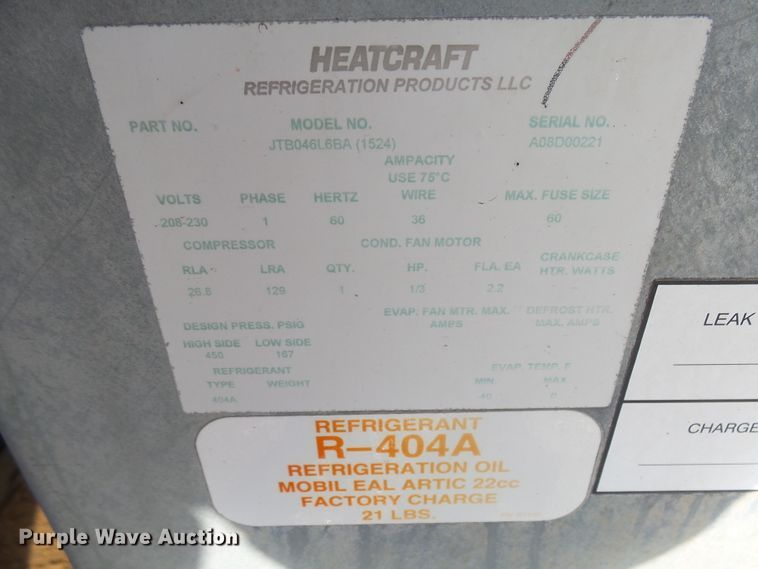 HEATCRAFT
REFRIGERATION PRODUCTS LLC
PART NO. MODEL NO. SERIAL NO.
JTB046L6BA (1524) A08D00221
AMPACITY
USE 75°C
VOLTS PHASE HERTZ WIRE MAX. FUSE SIZE
208-230 1 60 36 60
COMPRESSOR COND. FAN MOTOR CRANKCASE
HTR. WATTS
RLA LRA QTY. HP. FLA. EA
26.8 129 1 1/3 2.2
EVAP. FAN MTR. MAX. DEFROST HTR.
AMPS MAX. AMPS
DESIGN PRESS. PSIG
HIGH SIDE LOW SIDE
450 167
REFRIGERANT EVAP. TEMP. F
TYPE WEIGHT MIN MAX
404A -40 0
REFRIGERANT
R-404A
REFRIGERATION OIL
MOBIL EAL ARTIC 22cc
FACTORY CHARGE
21 LBS.
LEAK
CHARGE
Purple Wave Auction